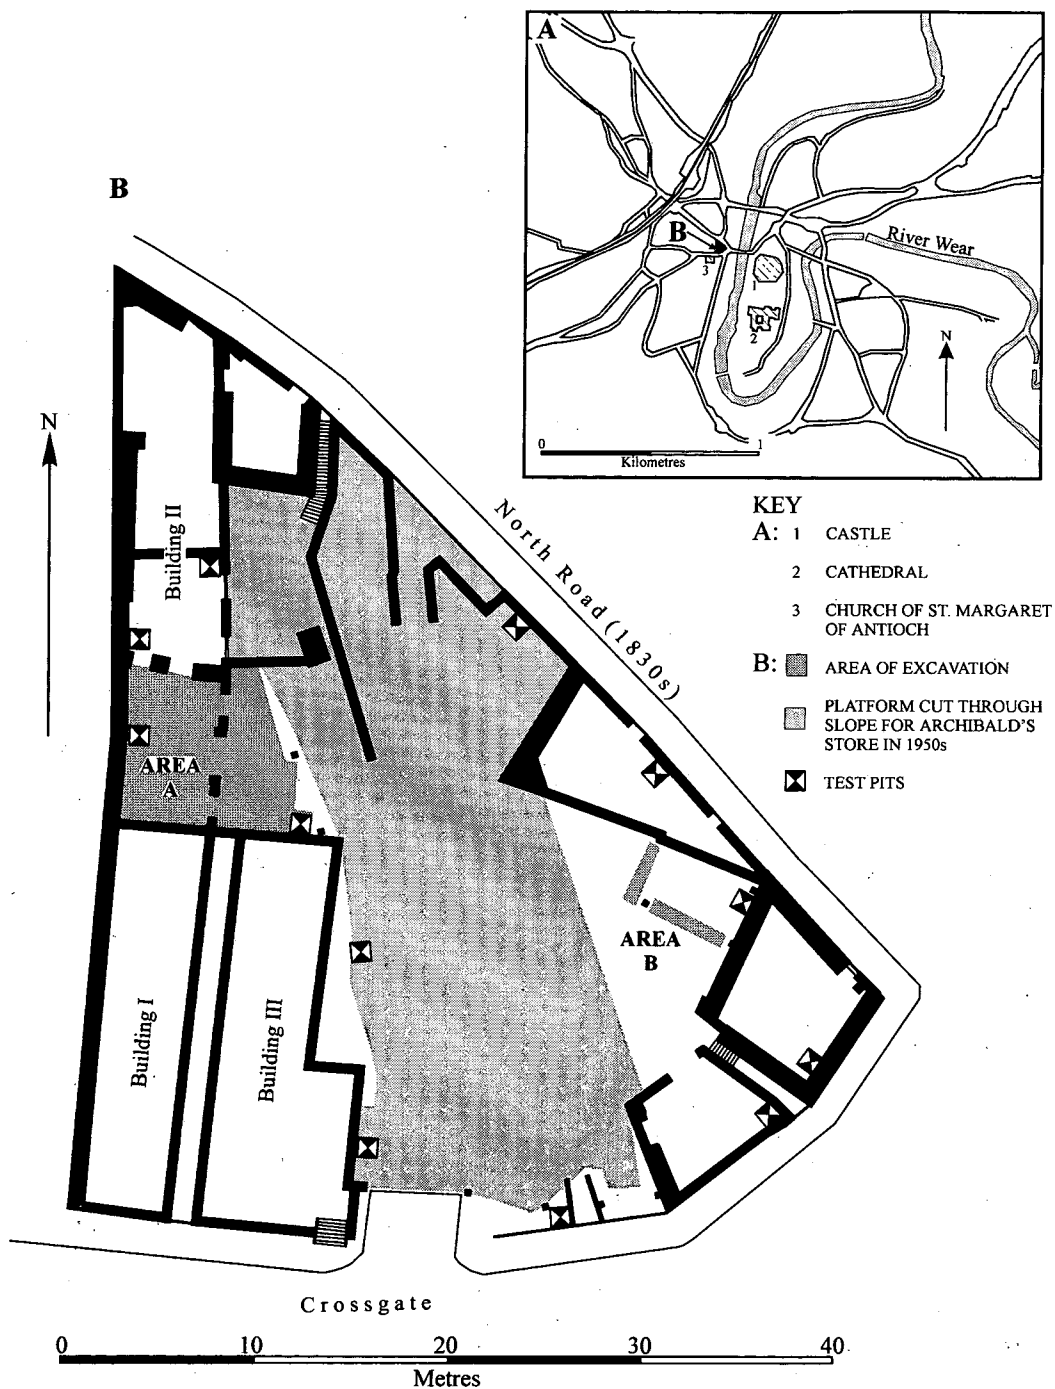 A
B
River Wear
3
1
2
N
0 1
Kilometres
B
N
KEY
A: 1 CASTLE
2 CATHEDRAL
3 CHURCH OF ST. MARGARET
OF ANTIOCH
B: AREA OF EXCAVATION
PLATFORM CUT THROUGH
SLOPE FOR ARCHIBALD'S
STORE IN 1950s
TEST PITS
North Road (1830s)
Building II
AREA
A
AREA
B
Building I
Building III
Crossgate
0 10 20 30 40
Metres